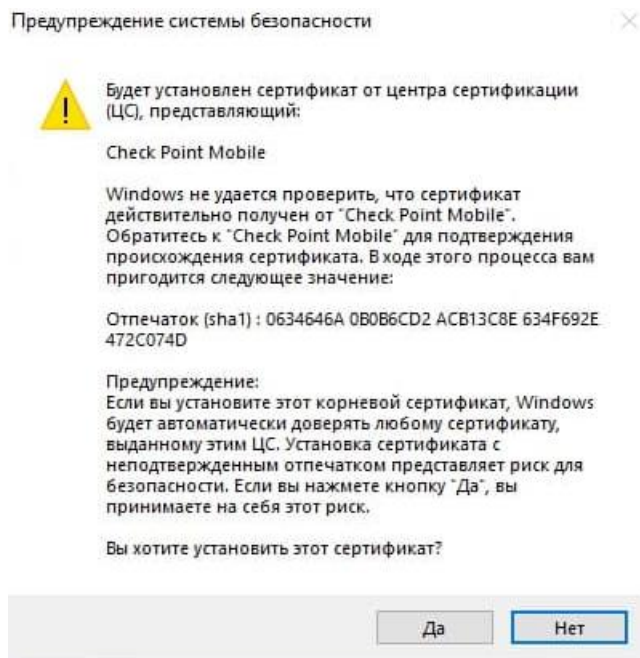 Предупреждение системы безопасности
Будет установлен сертификат от центра сертификации
(ЦС), представляющий:
Check Point Mobile
Windows не удается проверить, что сертификат
действительно получен от "Check Point Mobile".
Обратитесь к "Check Point Mobile" для подтверждения
происхождения сертификата. В ходе этого процесса вам
пригодится следующее значение:
Отпечаток (sha1) : 0634646A 0B0B6CD2 ACB13C8E 634F692E
472C074D
Предупреждение:
Если вы установите этот корневой сертификат, Windows
будет автоматически доверять любому сертификату,
выданному этим ЦС. Установка сертификата с
неподтвержденным отпечатком представляет риск для
безопасности. Если вы нажмете кнопку "Да", вы
принимаете на себя этот риск.
Вы хотите установить этот сертификат?
Да
Нет